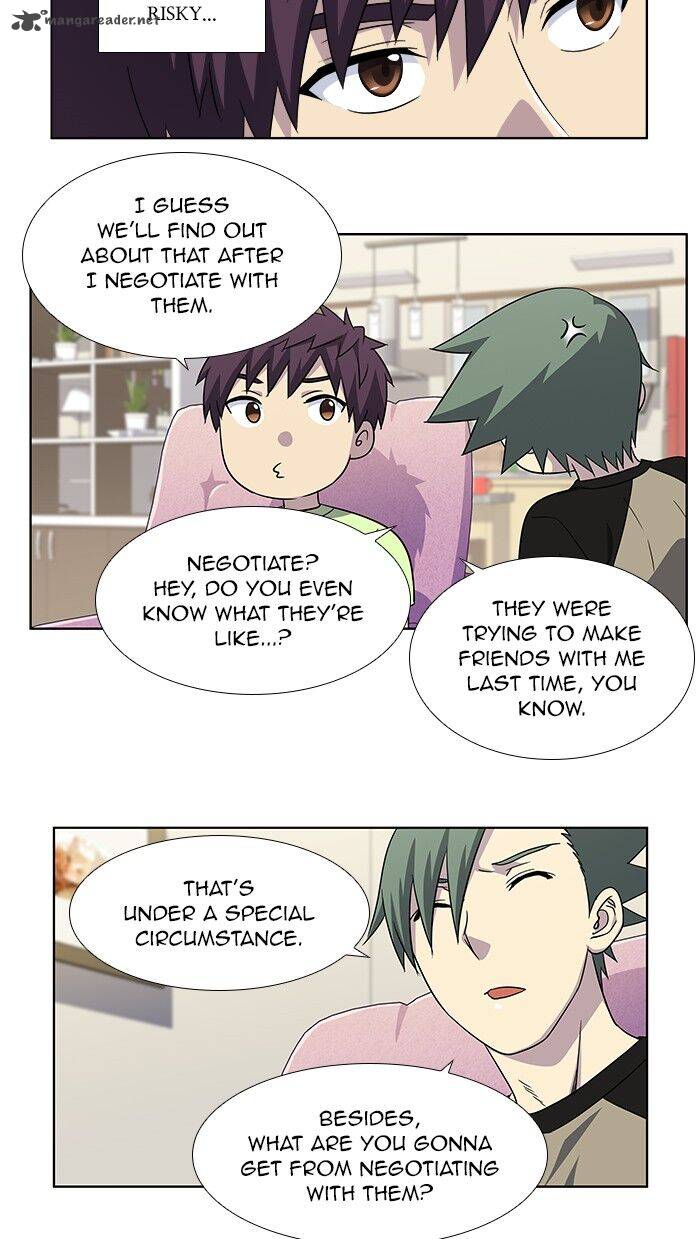 mangareader.net
RISKY...
I GUESS
WE'LL FIND OUT
ABOUT THAT AFTER
I NEGOTIATE WITH
THEM.
NEGOTIATE?
HEY, DO YOU EVEN
KNOW WHAT THEY'RE
LIKE...?
THEY WERE
TRYING TO MAKE
FRIENDS WITH ME
LAST TIME, YOU
KNOW.
THAT'S
UNDER A SPECIAL
CIRCUMSTANCE.
BESIDES,
WHAT ARE YOU GONNA
GET FROM NEGOTIATING
WITH THEM?